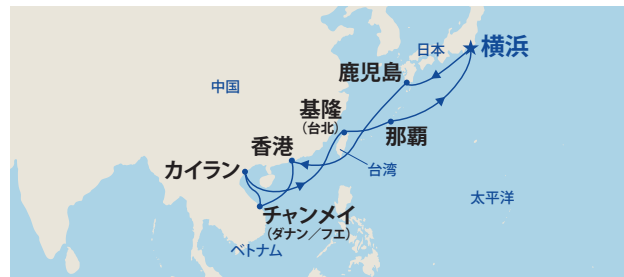 日本
横浜
鹿児島
中国
基隆
（台北）
那覇
香港
台湾
カイラン
太平洋
チャンメイ
（ダナン／フエ）
ベトナム